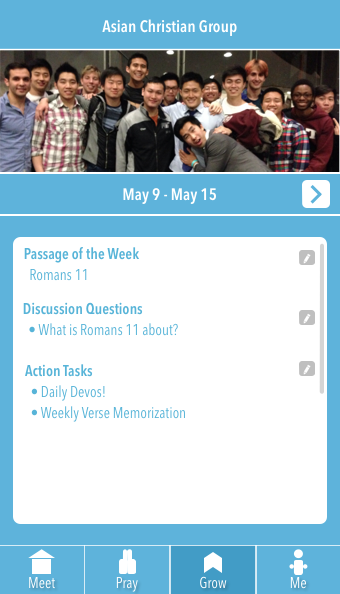 Asian Christian Group
May 9 - May 15
Passage of the Week
Romans 11
Discussion Questions
• What is Romans 11 about?
Action Tasks
• Daily Devos!
• Weekly Verse Memorization
Meet
Pray
Grow
Me